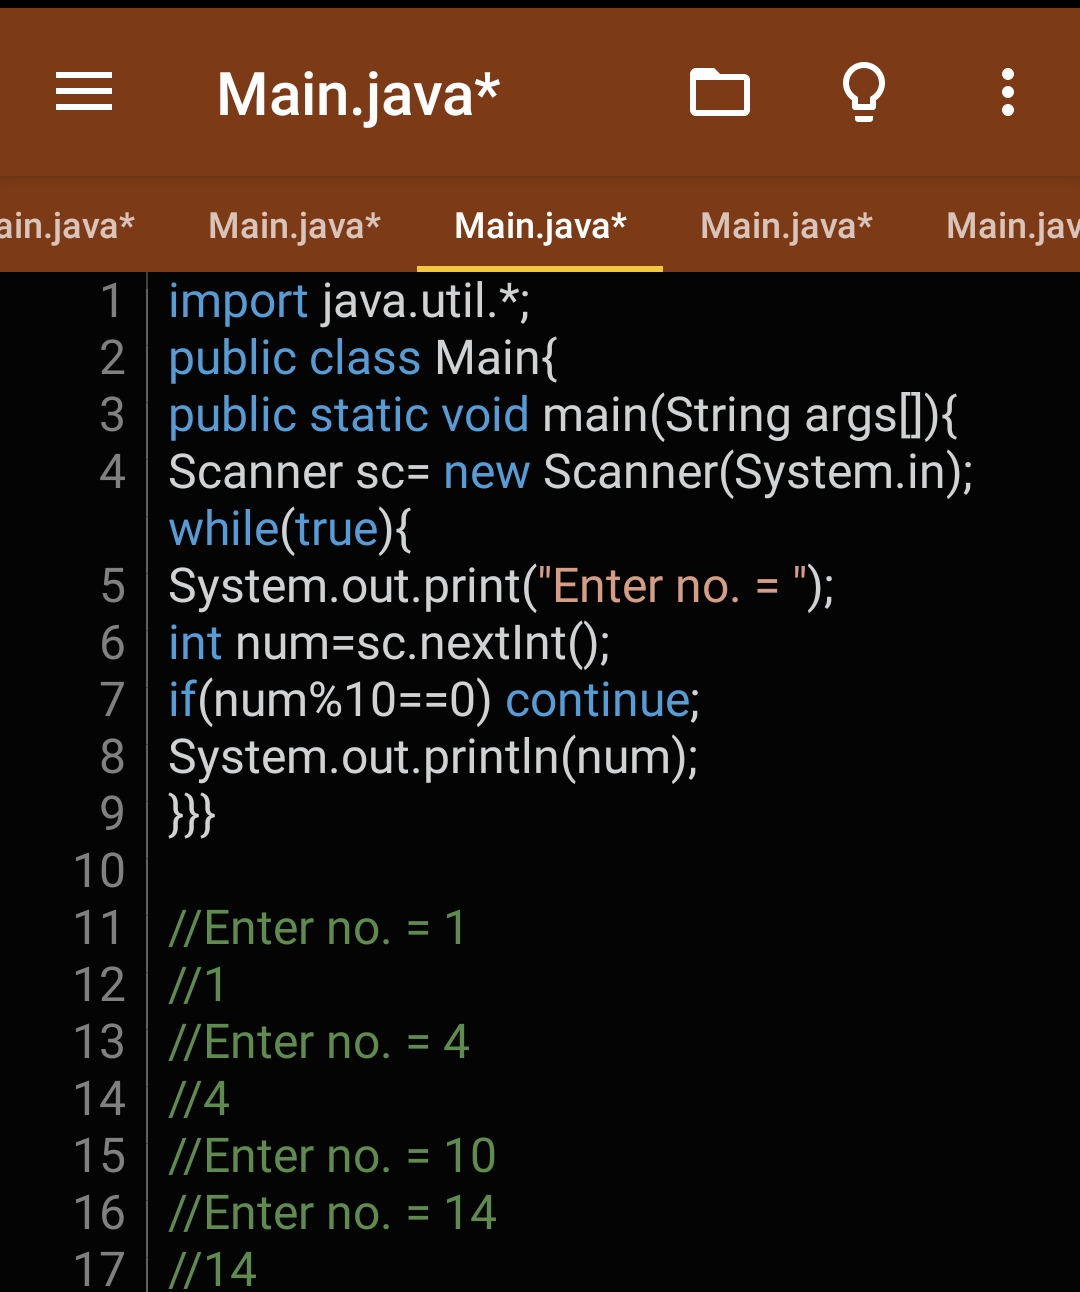 Main.java*
ain.java* Main.java* Main.java* Main.java* Main.jav
1 import java.util.*;
2 public class Main{
3 public static void main(String args[]){
4 Scanner sc= new Scanner(System.in);
while(true){
5 System.out.print("Enter no. = ");
6 int num=sc.nextInt();
7 if(num%10==0) continue;
8 System.out.println(num);
9 }}}
10
11 //Enter no. = 1
12 //1
13 //Enter no. = 4
14 //4
15 //Enter no. = 10
16 //Enter no. = 14
17 //14